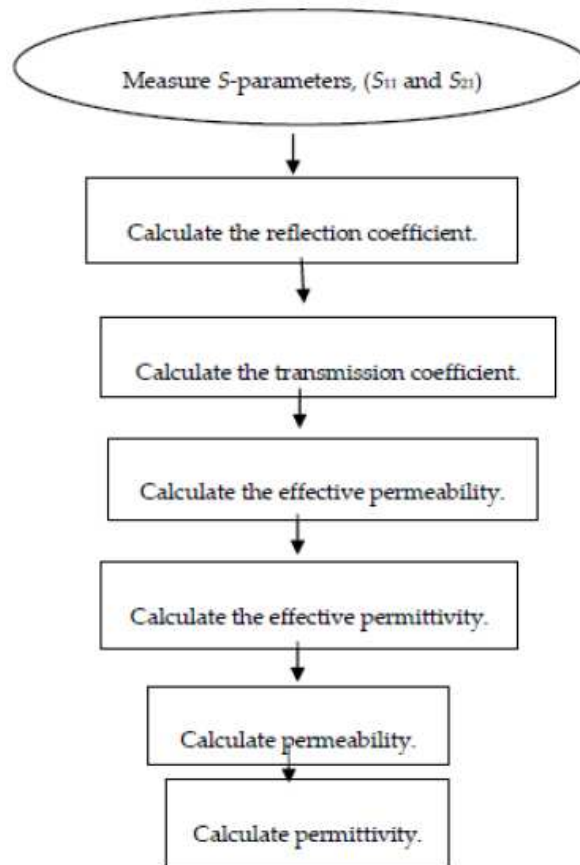 Measure S-parameters, (S₁₁ and S₂₁)
Calculate the reflection coefficient.
Calculate the transmission coefficient.
Calculate the effective permeability.
Calculate the effective permittivity.
Calculate permeability.
Calculate permittivity.